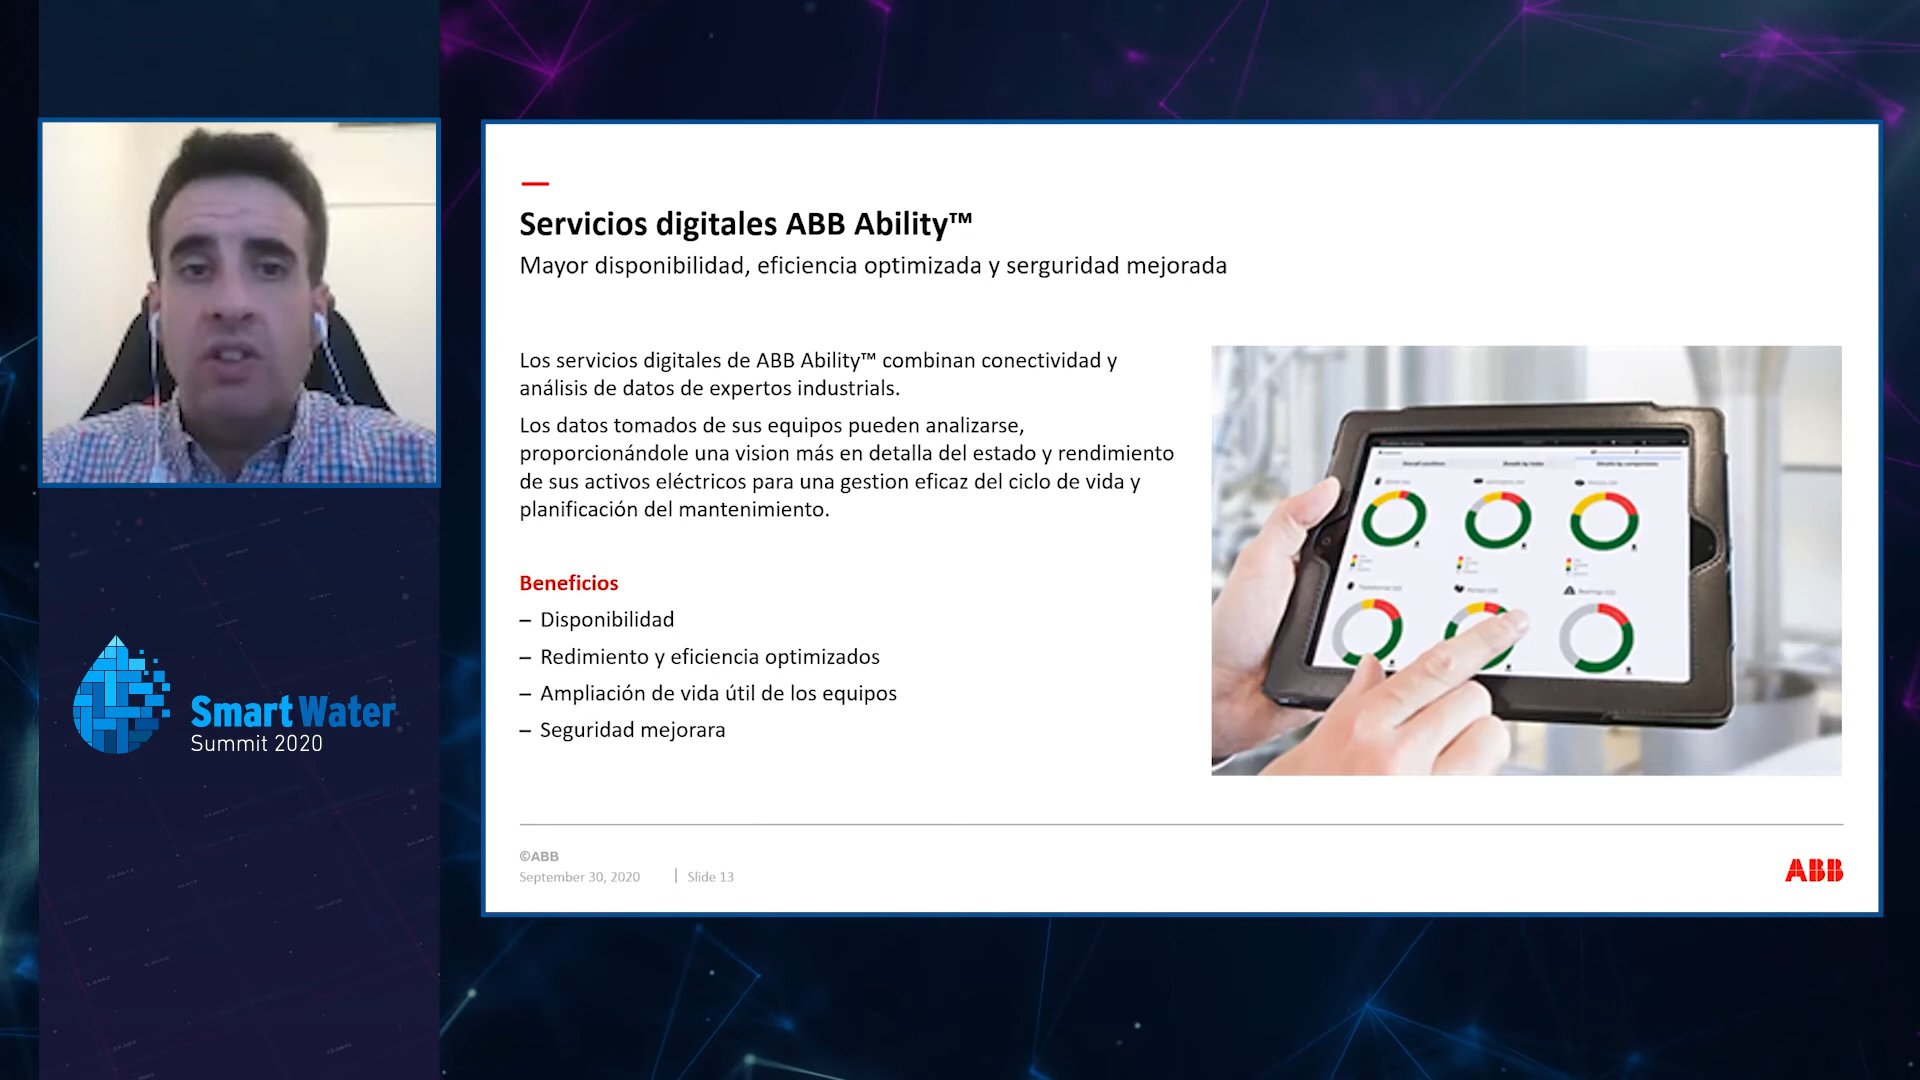 Servicios digitales ABB Ability™
Mayor disponibilidad, eficiencia optimizada y serguridad mejorada
Los servicios digitales de ABB Ability™ combinan conectividad y
análisis de datos de expertos industrials.
Los datos tomados de sus equipos pueden analizarse,
proporcionándole una vision más en detalla del estado y rendimiento
de sus activos eléctricos para una gestion eficaz del ciclo de vida y
planificación del mantenimiento.
Beneficios
– Disponibilidad
– Redimiento y eficiencia optimizados
– Ampliación de vida útil de los equipos
– Seguridad mejorara
©ABB
September 30, 2020 | Slide 13
ABB
Smart Water
Summit 2020